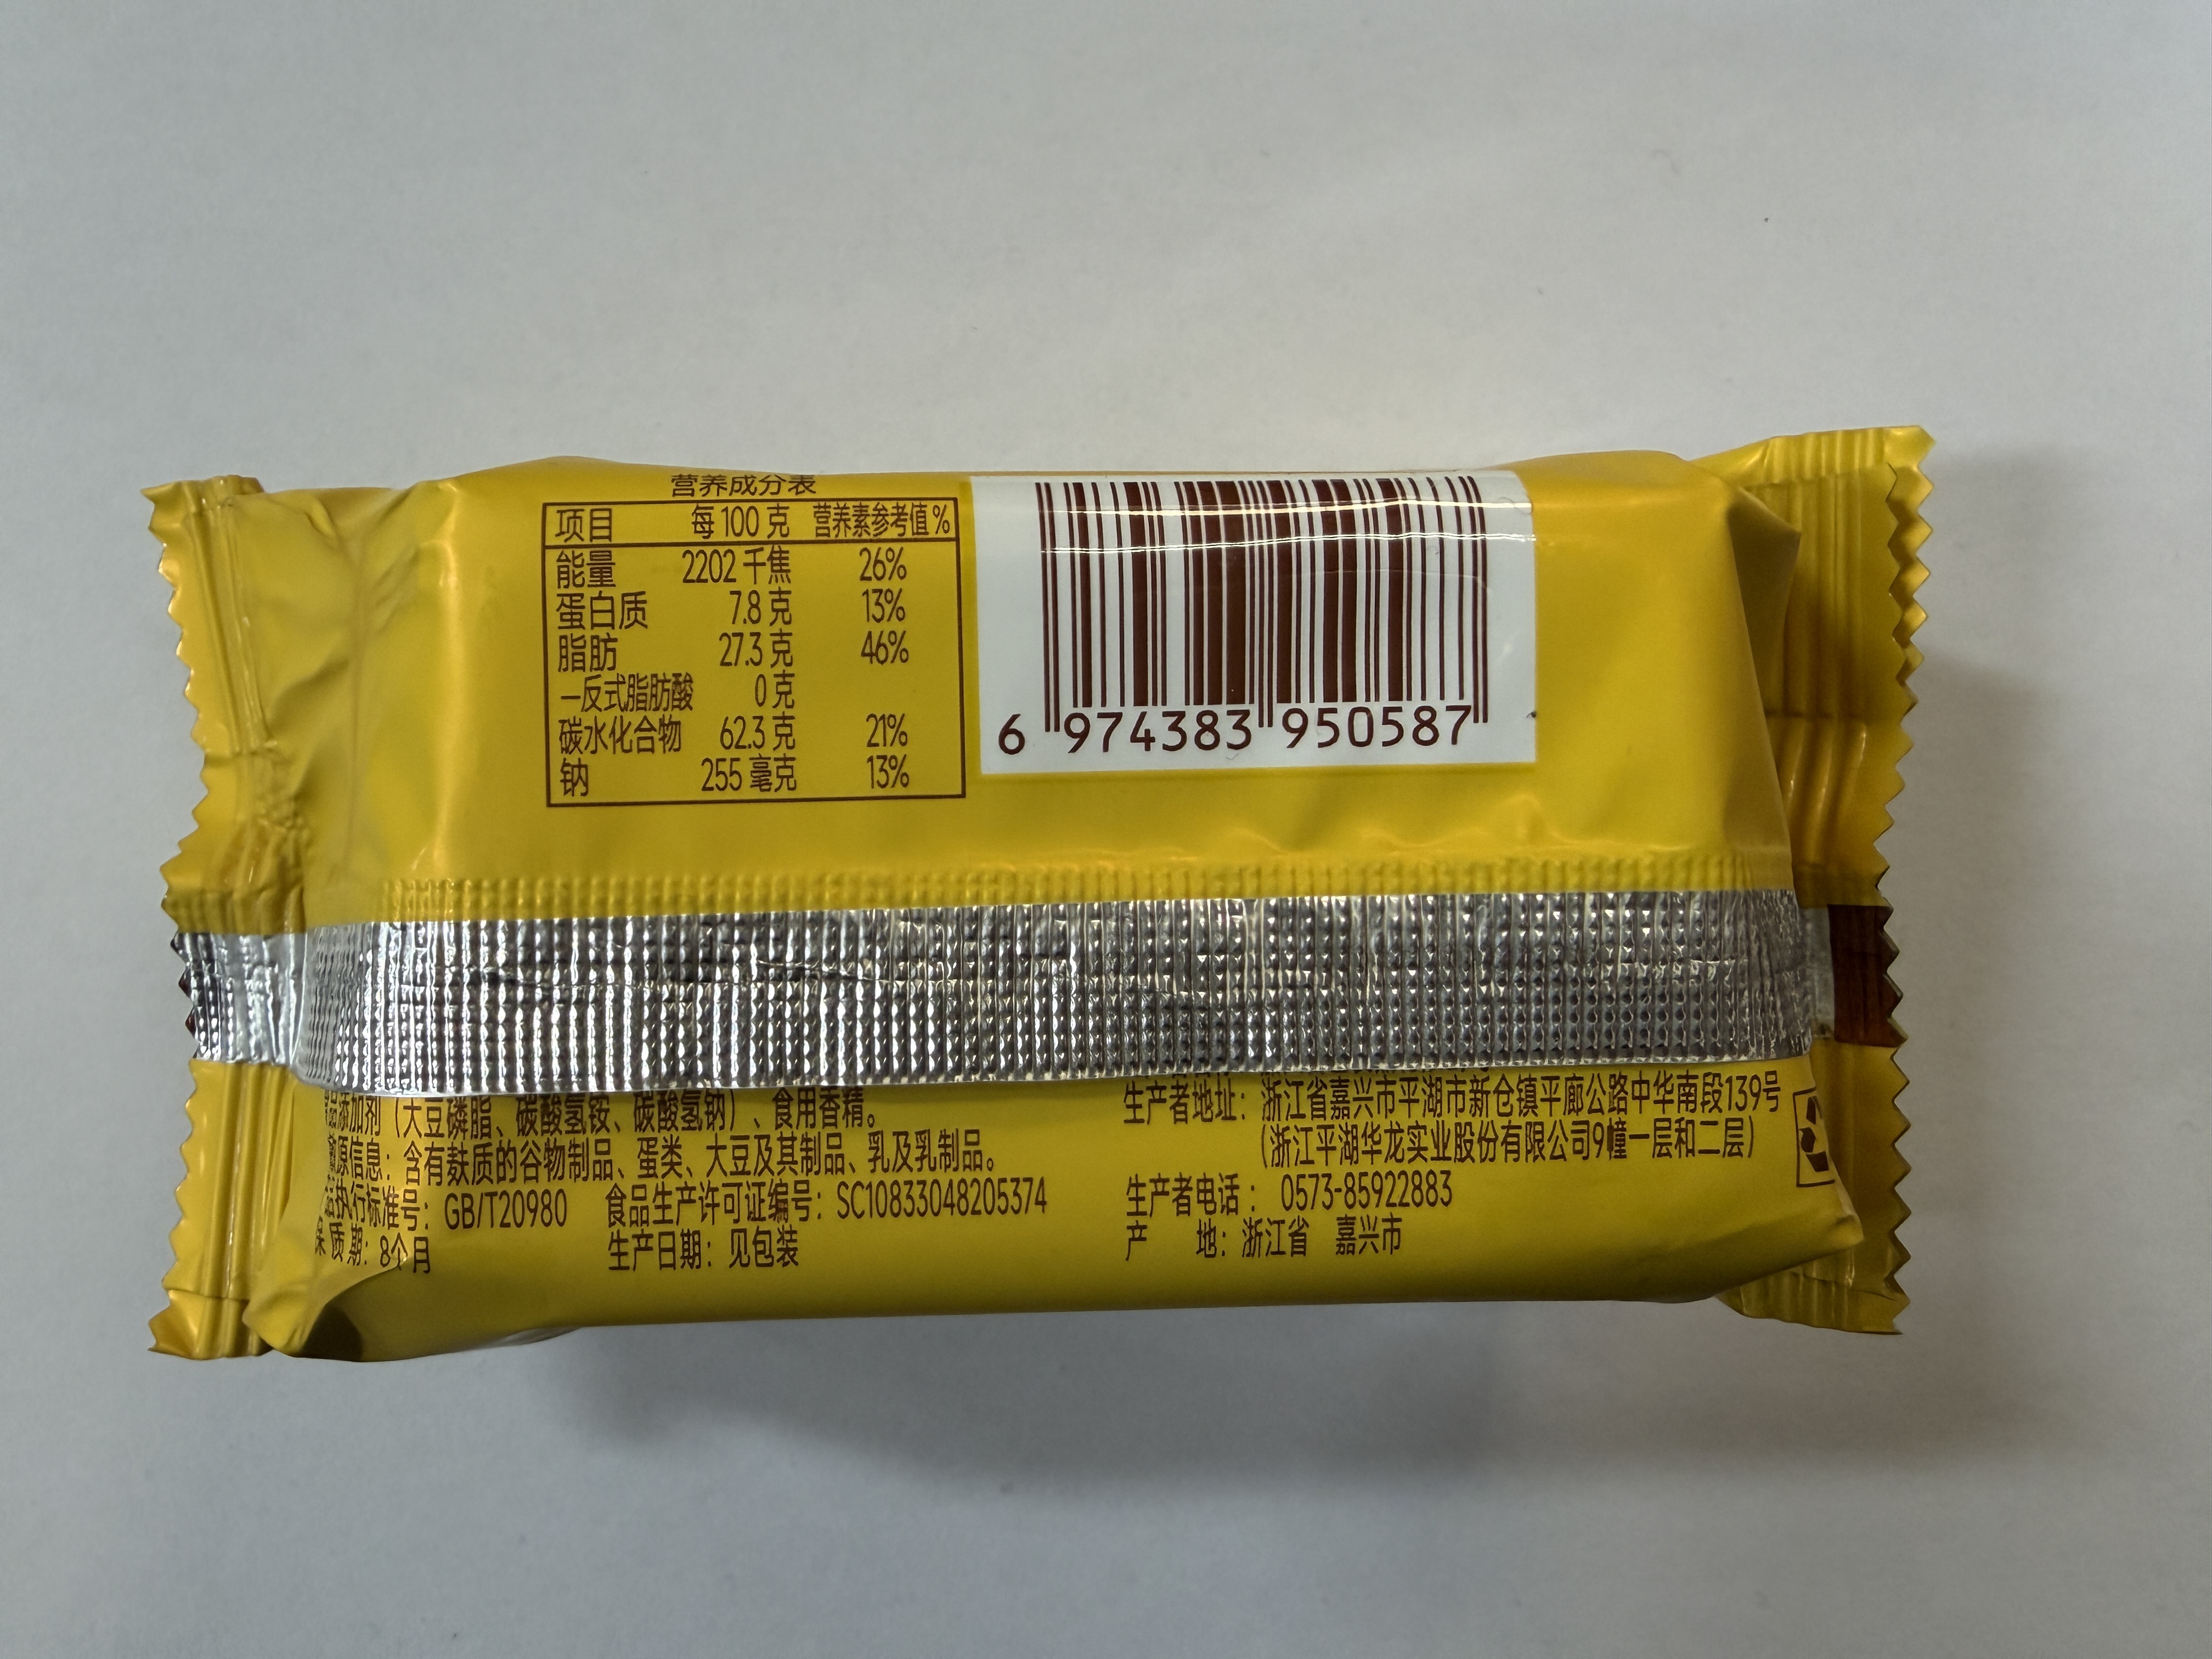 营养成分表
项目 每100克 营养素参考值%
能量 2202千焦 26%
蛋白质 7.8克 13%
脂肪 27.3克 46%
—反式脂肪酸 0克
碳水化合物 62.3克 21%
钠 255毫克 13%
6 974383 950587
添加剂（大豆磷脂、碳酸氢铵、碳酸氢钠）、食用香精。
原信息：含有麸质的谷物制品、蛋类、大豆及其制品、乳及乳制品。
执行标准号：GB/T20980 食品生产许可证编号：SC10833048205374
保质期：8个月 生产日期：见包装
生产者地址：浙江省嘉兴市平湖市新仓镇平廊公路中华南段139号
（浙江平湖华龙实业股份有限公司9幢一层和二层）
生产者电话：0573-85922883
产 地：浙江省 嘉兴市